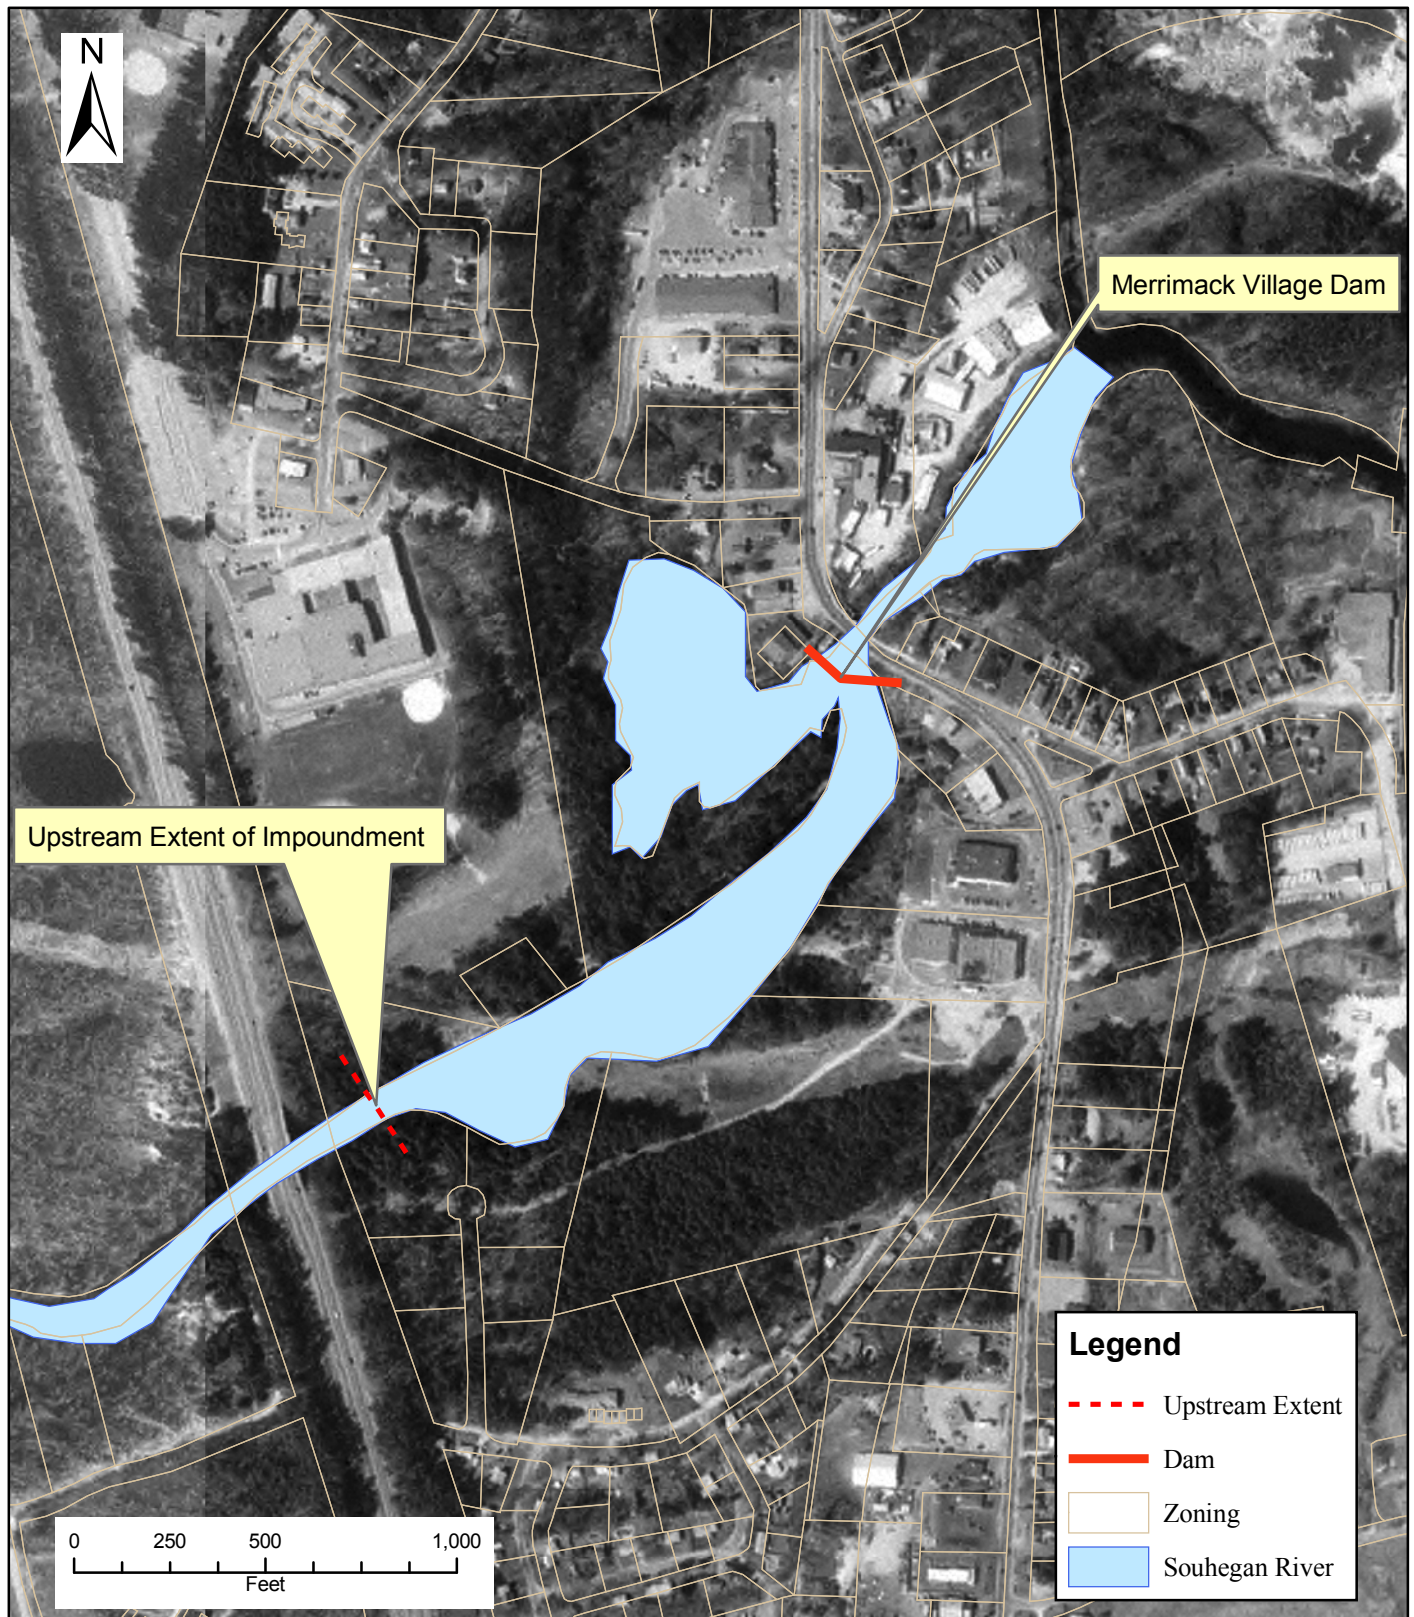 N
Merrimack Village Dam
Upstream Extent of Impoundment
Legend
Upstream Extent
Dam
Zoning
Souhegan River
0 250 500 1,000
Feet